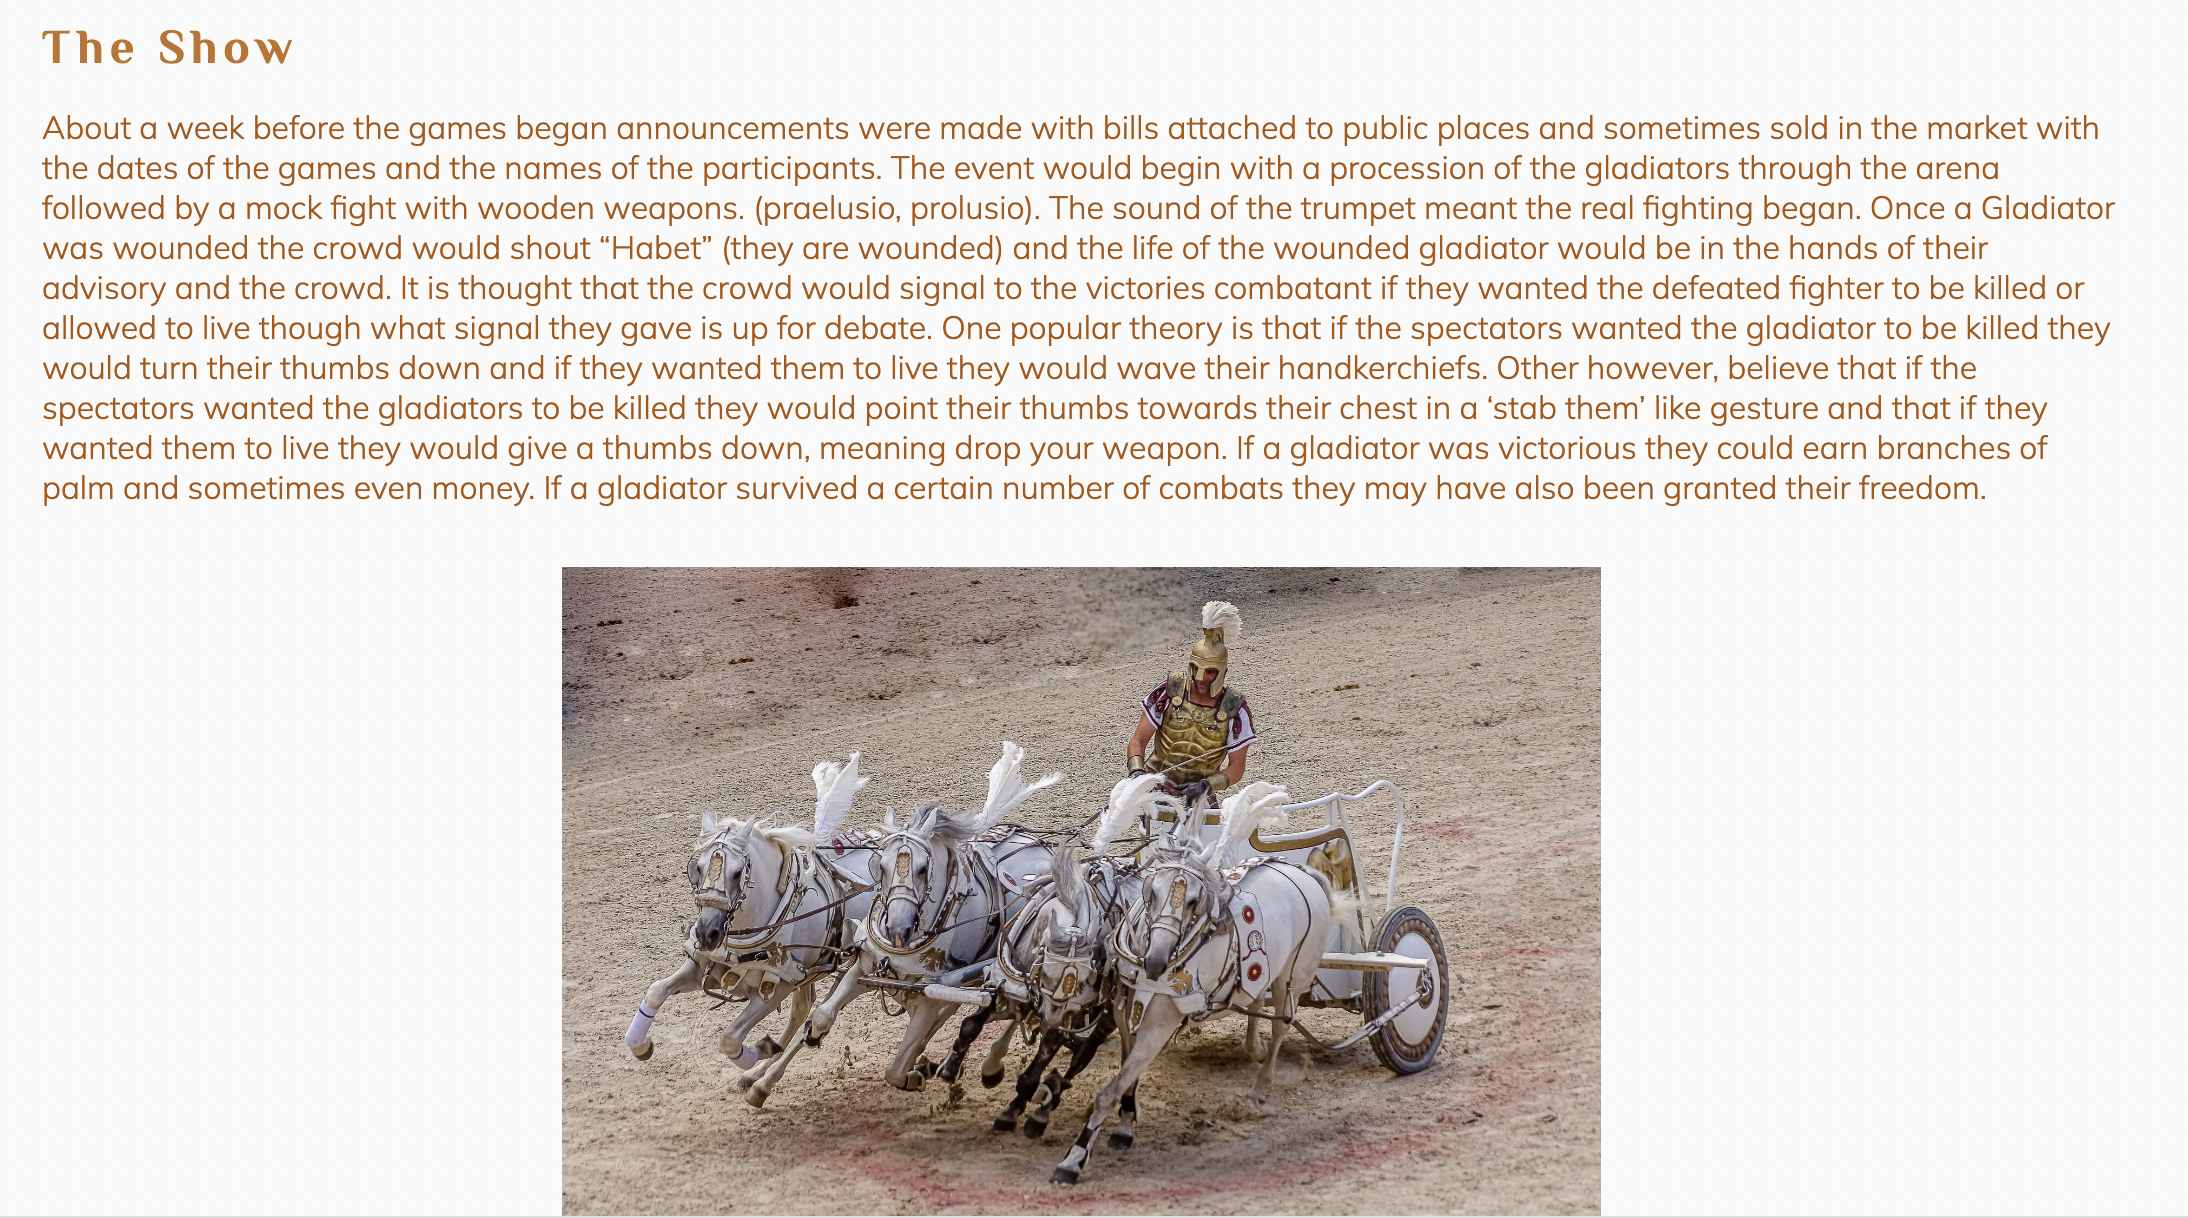 The Show
About a week before the games began announcements were made with bills attached to public places and sometimes sold in the market with
the dates of the games and the names of the participants. The event would begin with a procession of the gladiators through the arena
followed by a mock fight with wooden weapons. (praelusio, prolusio). The sound of the trumpet meant the real fighting began. Once a Gladiator
was wounded the crowd would shout “Habet” (they are wounded) and the life of the wounded gladiator would be in the hands of their
advisory and the crowd. It is thought that the crowd would signal to the victories combatant if they wanted the defeated fighter to be killed or
allowed to live though what signal they gave is up for debate. One popular theory is that if the spectators wanted the gladiator to be killed they
would turn their thumbs down and if they wanted them to live they would wave their handkerchiefs. Other however, believe that if the
spectators wanted the gladiators to be killed they would point their thumbs towards their chest in a ‘stab them’ like gesture and that if they
wanted them to live they would give a thumbs down, meaning drop your weapon. If a gladiator was victorious they could earn branches of
palm and sometimes even money. If a gladiator survived a certain number of combats they may have also been granted their freedom.